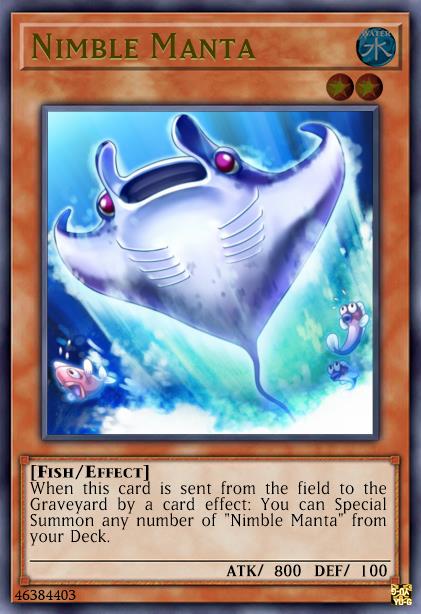 Nimble Manta
WATER
水
[Fish/Effect]
When this card is sent from the field to the
Graveyard by a card effect: You can Special
Summon any number of "Nimble Manta" from
your Deck.
ATK/ 800 DEF/ 100
46384403